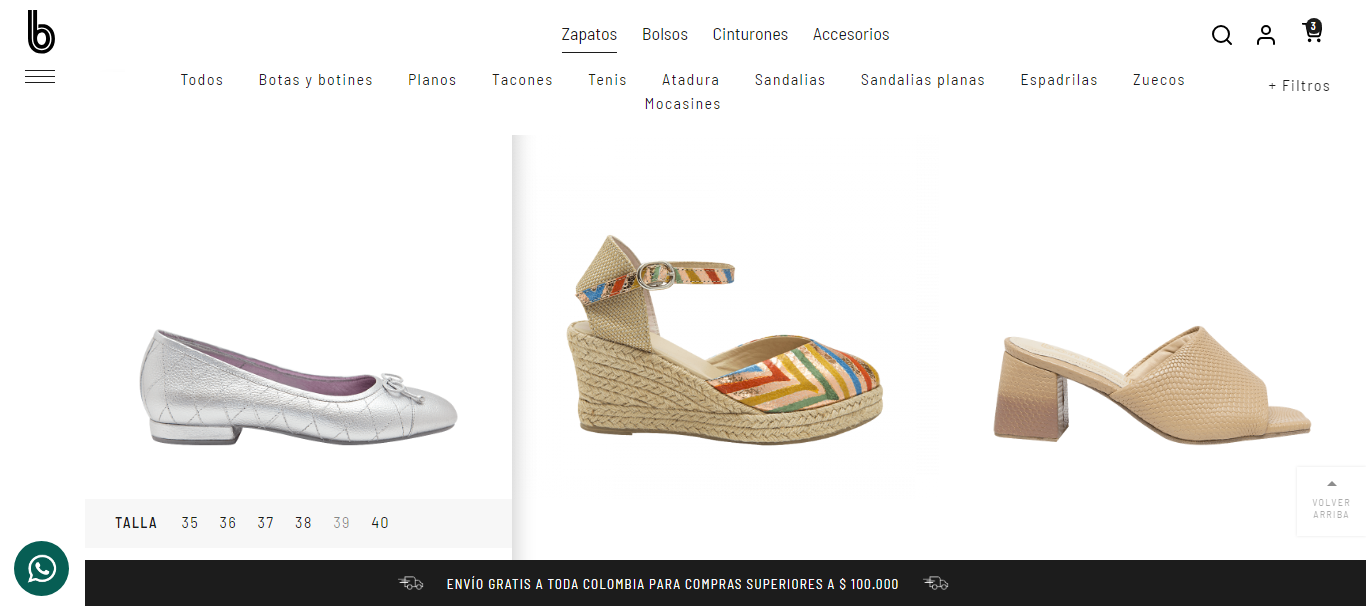 b
Zapatos Bolsos Cinturones Accesorios
3
Todos Botas y botines Planos Tacones Tenis Atadura Sandalias Sandalias planas Espadrilas Zuecos
Mocasines
+ Filtros
TALLA 35 36 37 38 39 40
VOLVER
ARRIBA
ENVÍO GRATIS A TODA COLOMBIA PARA COMPRAS SUPERIORES A $ 100.000